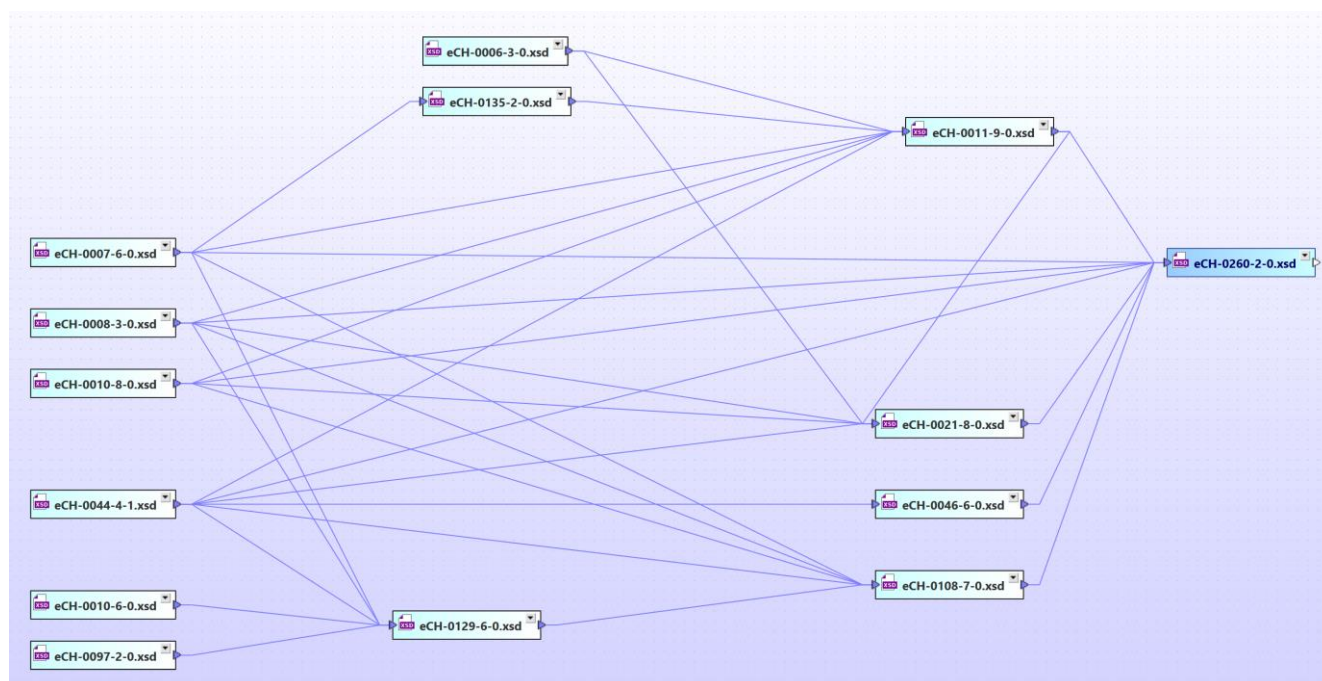 eCH-0006-3-0.xsd
eCH-0135-2-0.xsd
eCH-0011-9-0.xsd
eCH-0007-6-0.xsd
eCH-0260-2-0.xsd
eCH-0008-3-0.xsd
eCH-0010-8-0.xsd
eCH-0021-8-0.xsd
eCH-0044-4-1.xsd
eCH-0046-6-0.xsd
eCH-0108-7-0.xsd
eCH-0010-6-0.xsd
eCH-0129-6-0.xsd
eCH-0097-2-0.xsd